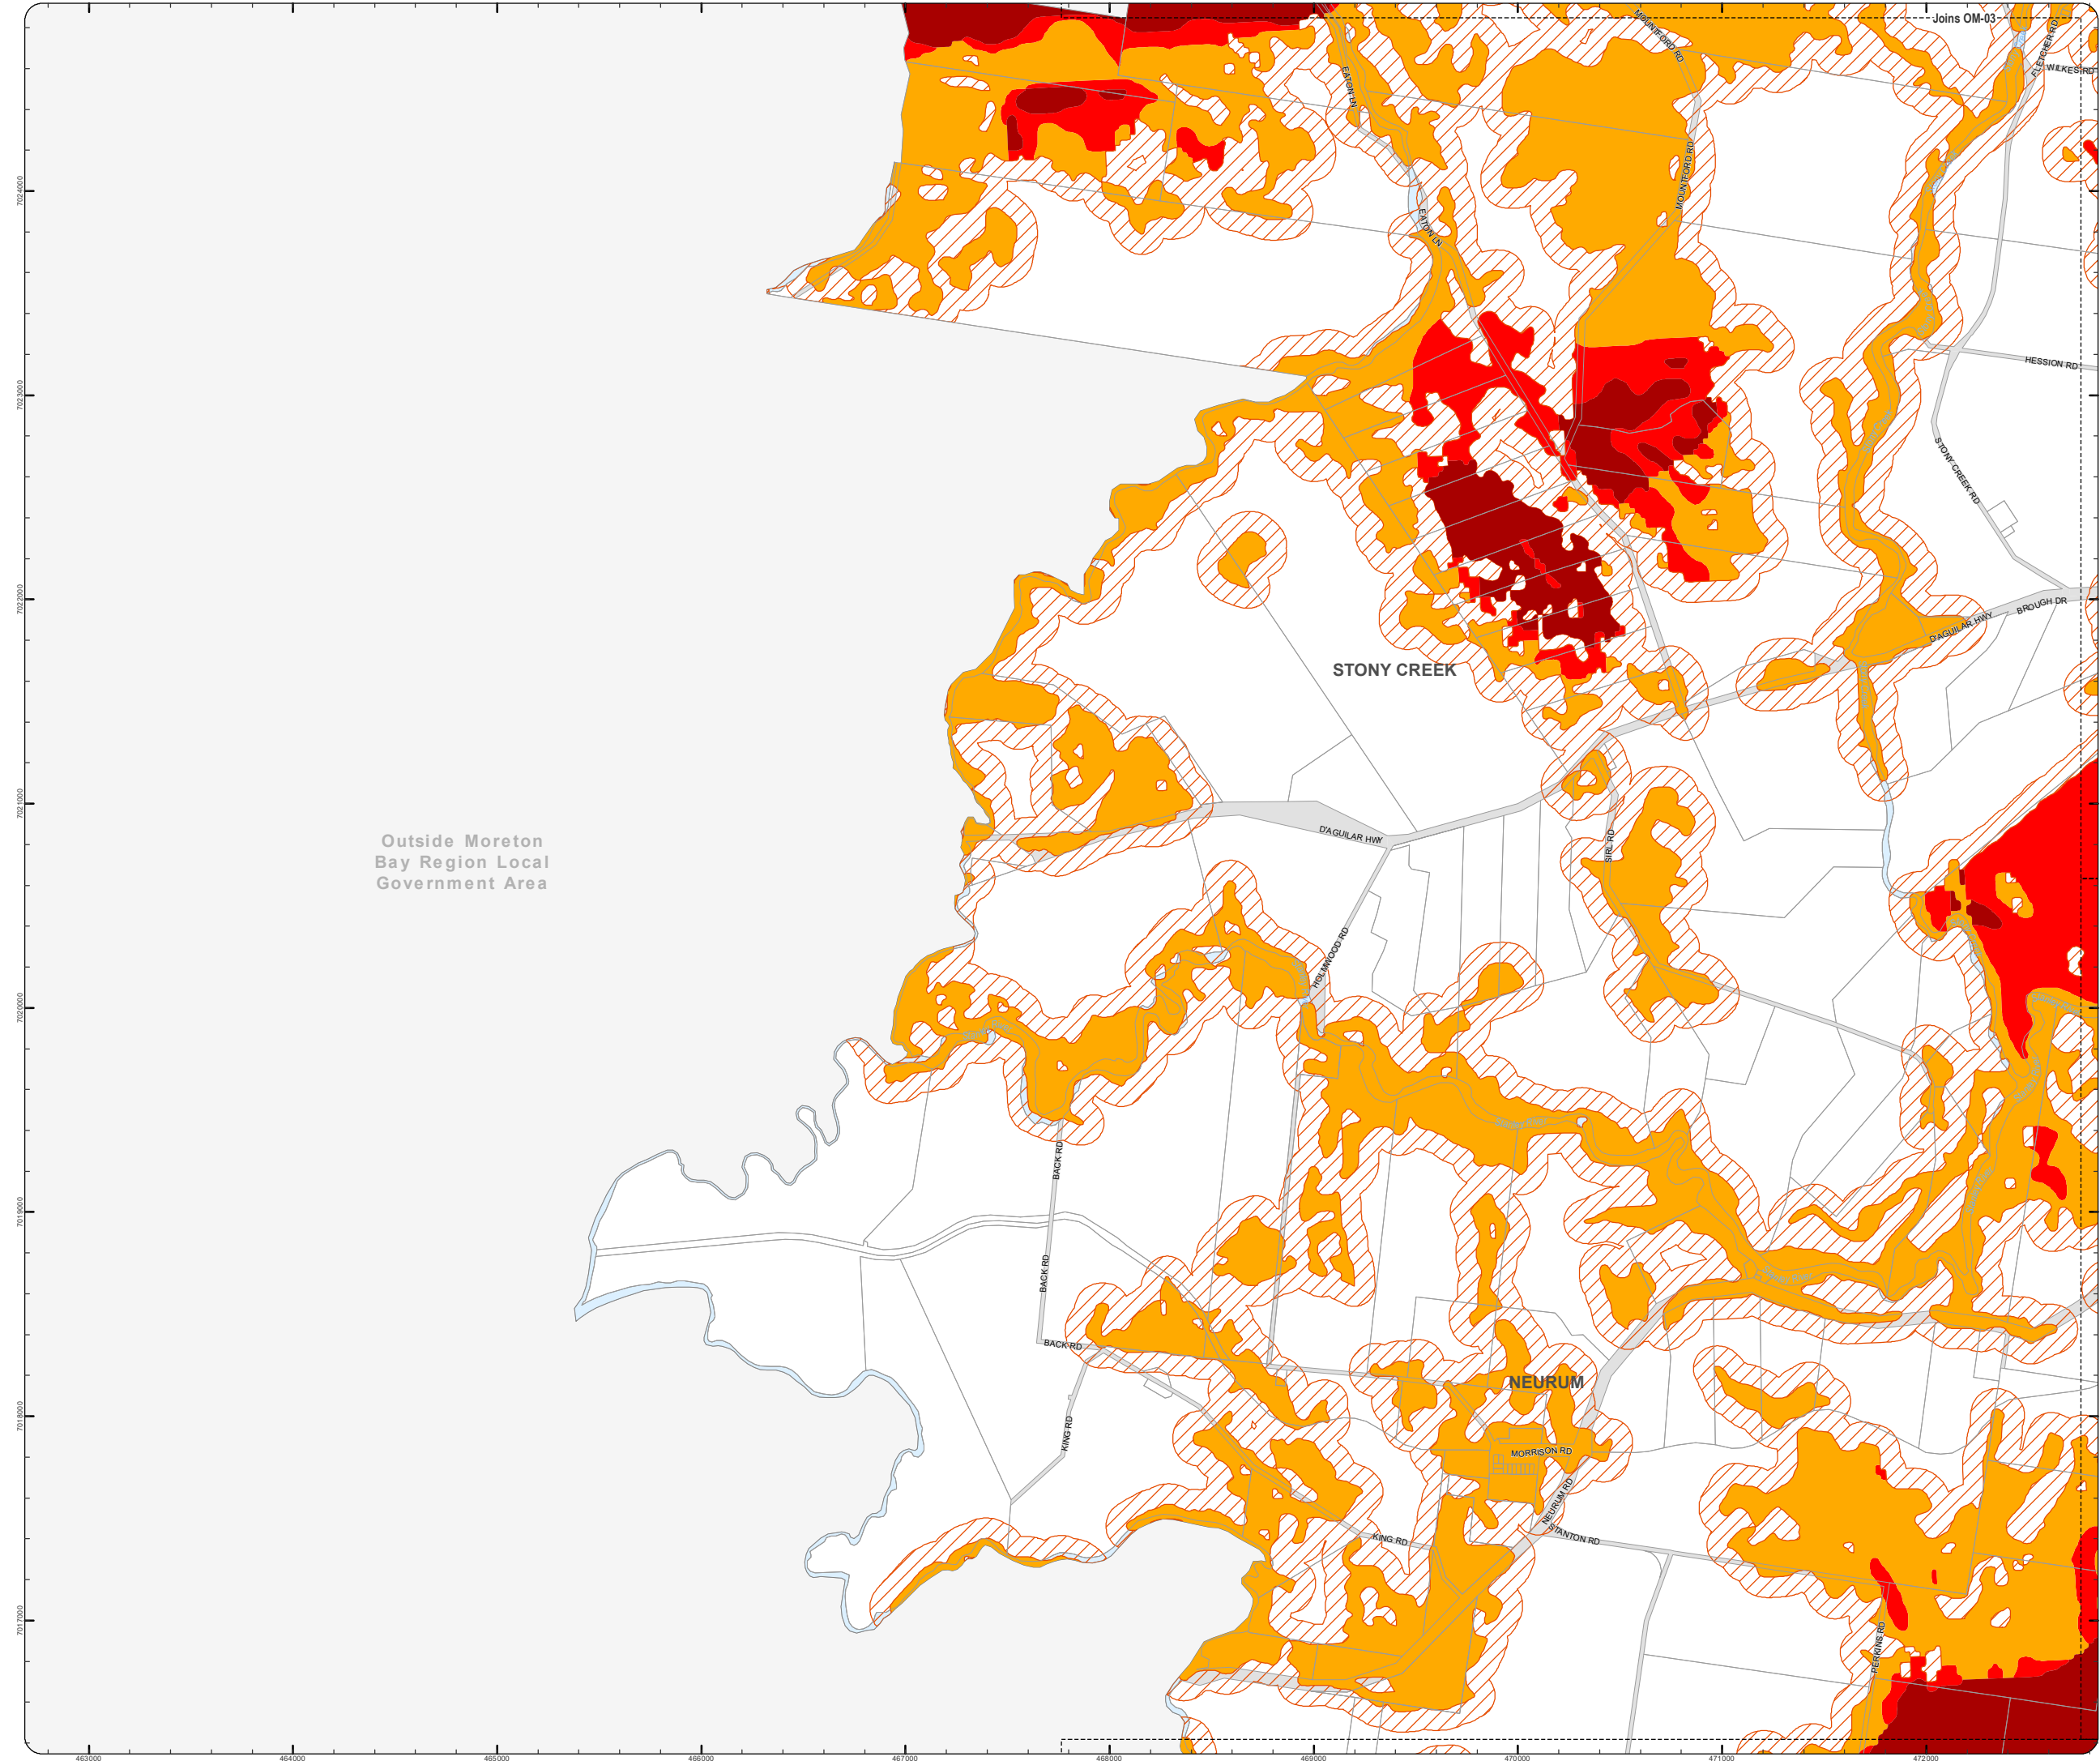 Joins OM-03
MOUNTFORD RD
FLETCHER RD
WILKES RD
EATON LN
MOUNTFORD RD
7024000
EATON LN
HESSION RD
7023000
STONY CREEK RD
7022000
BROUGH DR
D'AGUILAR HWY
STONY CREEK
7021000
D'AGUILAR HWY
Outside Moreton
Bay Region Local
Government Area
SIRL RD
HOLMWOOD RD
7020000
BACK RD
7019000
BACK RD
BACK RD
NEURUM
7018000
KING RD
MORRISON RD
NEURUM RD
KING RD
STANTON RD
7017000
PERKINS RD
463000
464000
465000
466000
467000
468000
469000
470000
471000
472000